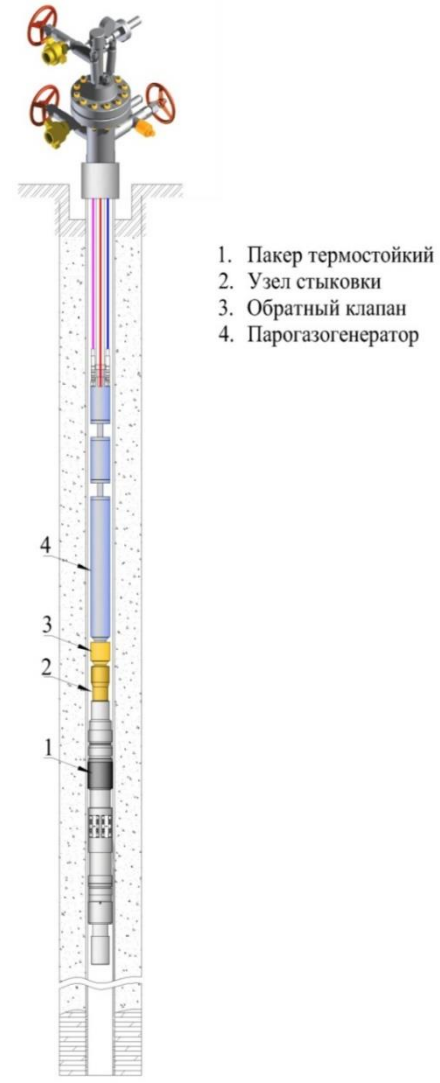 1. Пакер термостойкий
2. Узел стыковки
3. Обратный клапан
4. Парогазогенератор
4
3
2
1